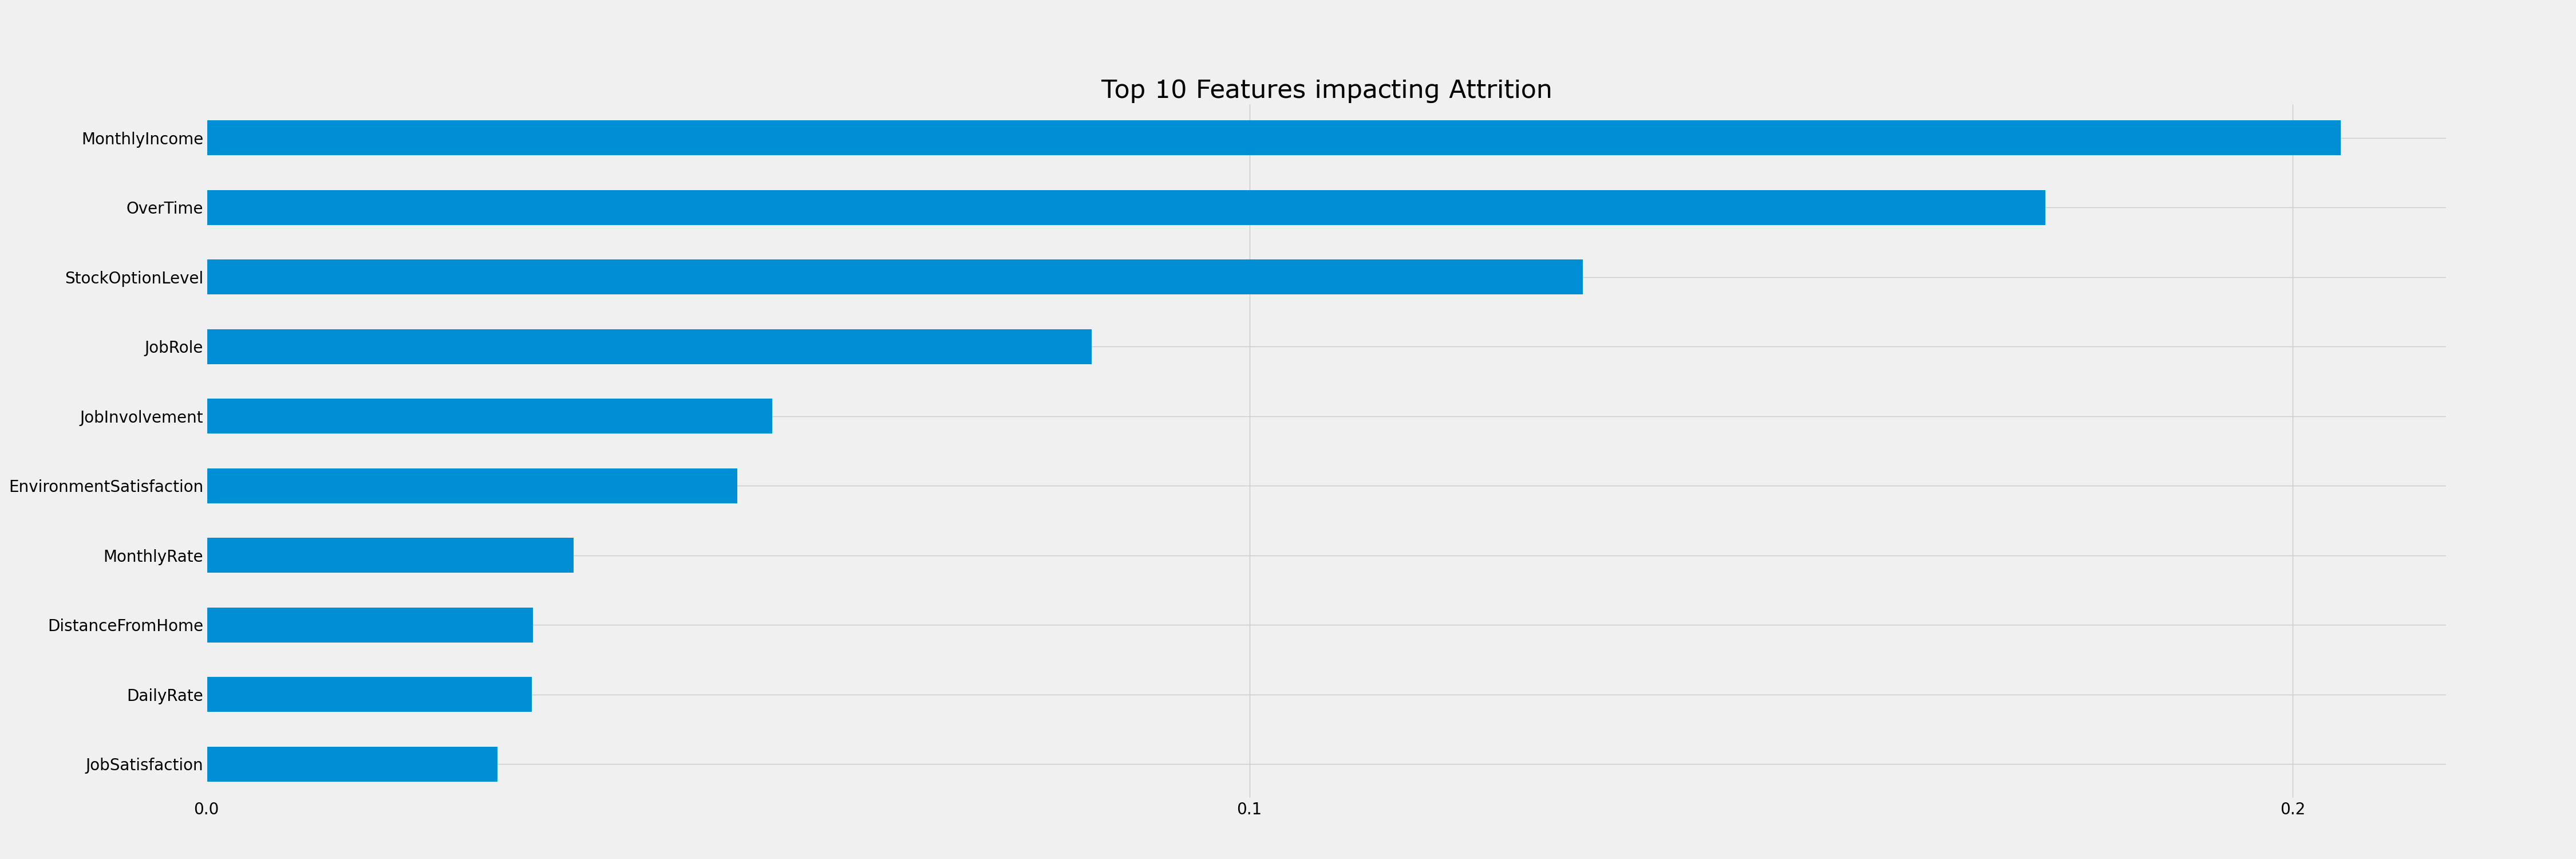 Top 10 Features impacting Attrition
MonthlyIncome
OverTime
StockOptionLevel
JobRole
JobInvolvement
EnvironmentSatisfaction
MonthlyRate
DistanceFromHome
DailyRate
JobSatisfaction
0.0 0.1 0.2